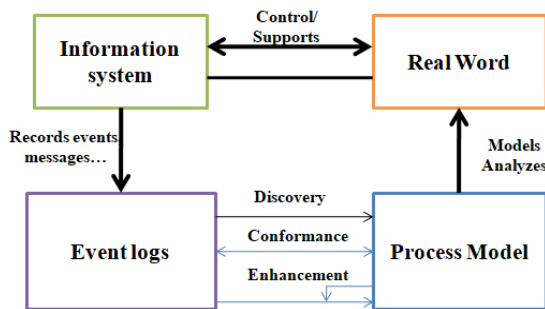 Control/
Supports
Information
system
Real Word
Records events,
messages…
Models
Analyzes
Discovery
Event logs
Conformance
Process Model
Enhancement